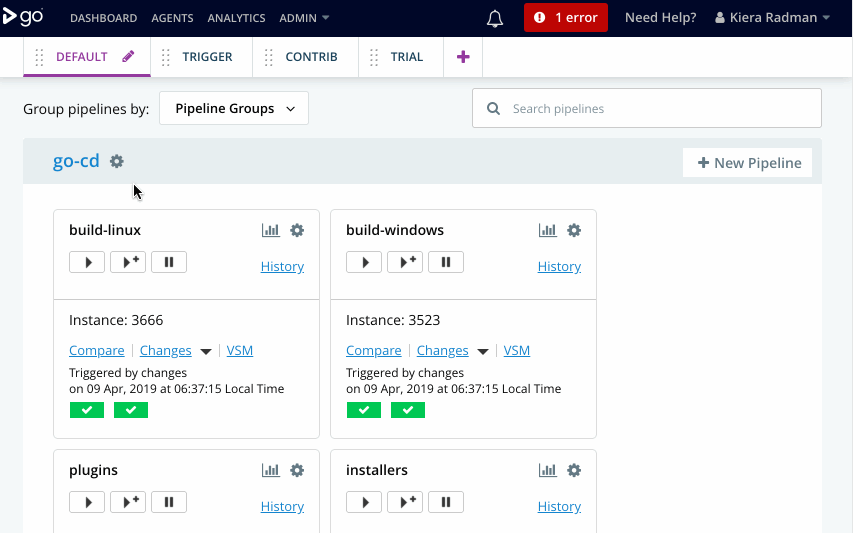 go DASHBOARD AGENTS ANALYTICS ADMIN 1 error Need Help? Kiera Radman
DEFAULT TRIGGER CONTRIB TRIAL
Group pipelines by: Pipeline Groups Search pipelines
go-cd New Pipeline
build-linux
History
Instance: 3666
Compare Changes VSM
Triggered by changes
on 09 Apr, 2019 at 06:37:15 Local Time
build-windows
History
Instance: 3523
Compare Changes VSM
Triggered by changes
on 09 Apr, 2019 at 06:37:15 Local Time
plugins
History
installers
History